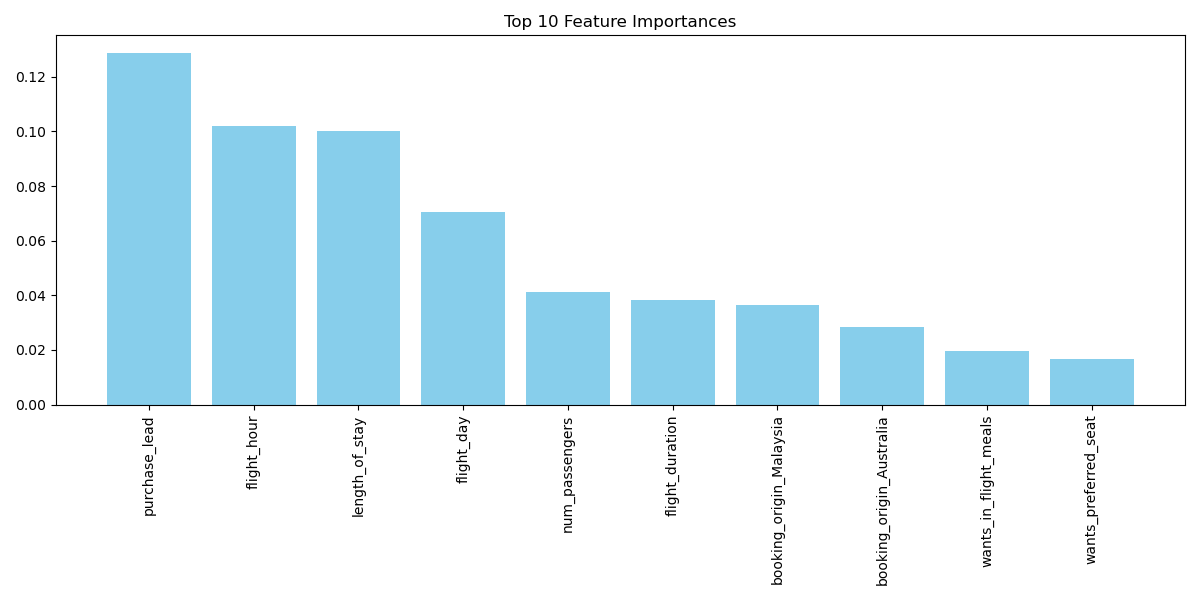 Top 10 Feature Importances
0.12
0.10
0.08
0.06
0.04
0.02
0.00
purchase_lead
flight_hour
length_of_stay
flight_day
num_passengers
flight_duration
booking_origin_Malaysia
booking_origin_Australia
wants_in_flight_meals
wants_preferred_seat